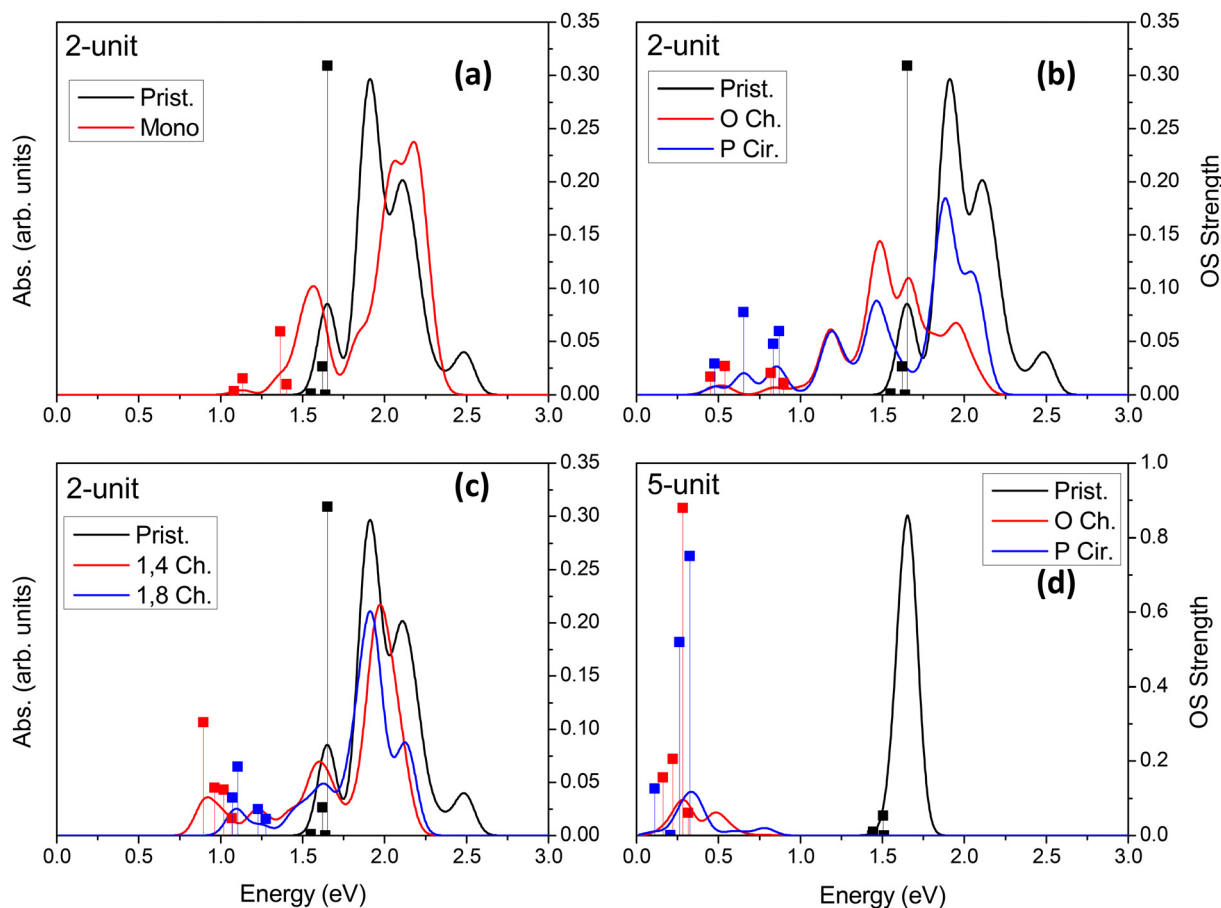 2-unit
(a)
Prist.
Mono
Abs. (arb. units)
0.0 0.5 1.0 1.5 2.0 2.5 3.0
2-unit
(b)
Prist.
O Ch.
P Cir.
0.35
0.30
0.25
0.20
0.15
0.10
0.05
0.00
OS Strength
0.0 0.5 1.0 1.5 2.0 2.5 3.0
2-unit
(c)
Prist.
1,4 Ch.
1,8 Ch.
Abs. (arb. units)
0.35
0.30
0.25
0.20
0.15
0.10
0.05
0.00
0.0 0.5 1.0 1.5 2.0 2.5 3.0
Energy (eV)
5-unit
Prist.
O Ch.
P Cir.
(d)
1.0
0.8
0.6
0.4
0.2
0.0
OS Strength
0.0 0.5 1.0 1.5 2.0 2.5 3.0
Energy (eV)
0.35
0.30
0.25
0.20
0.15
0.10
0.05
0.00